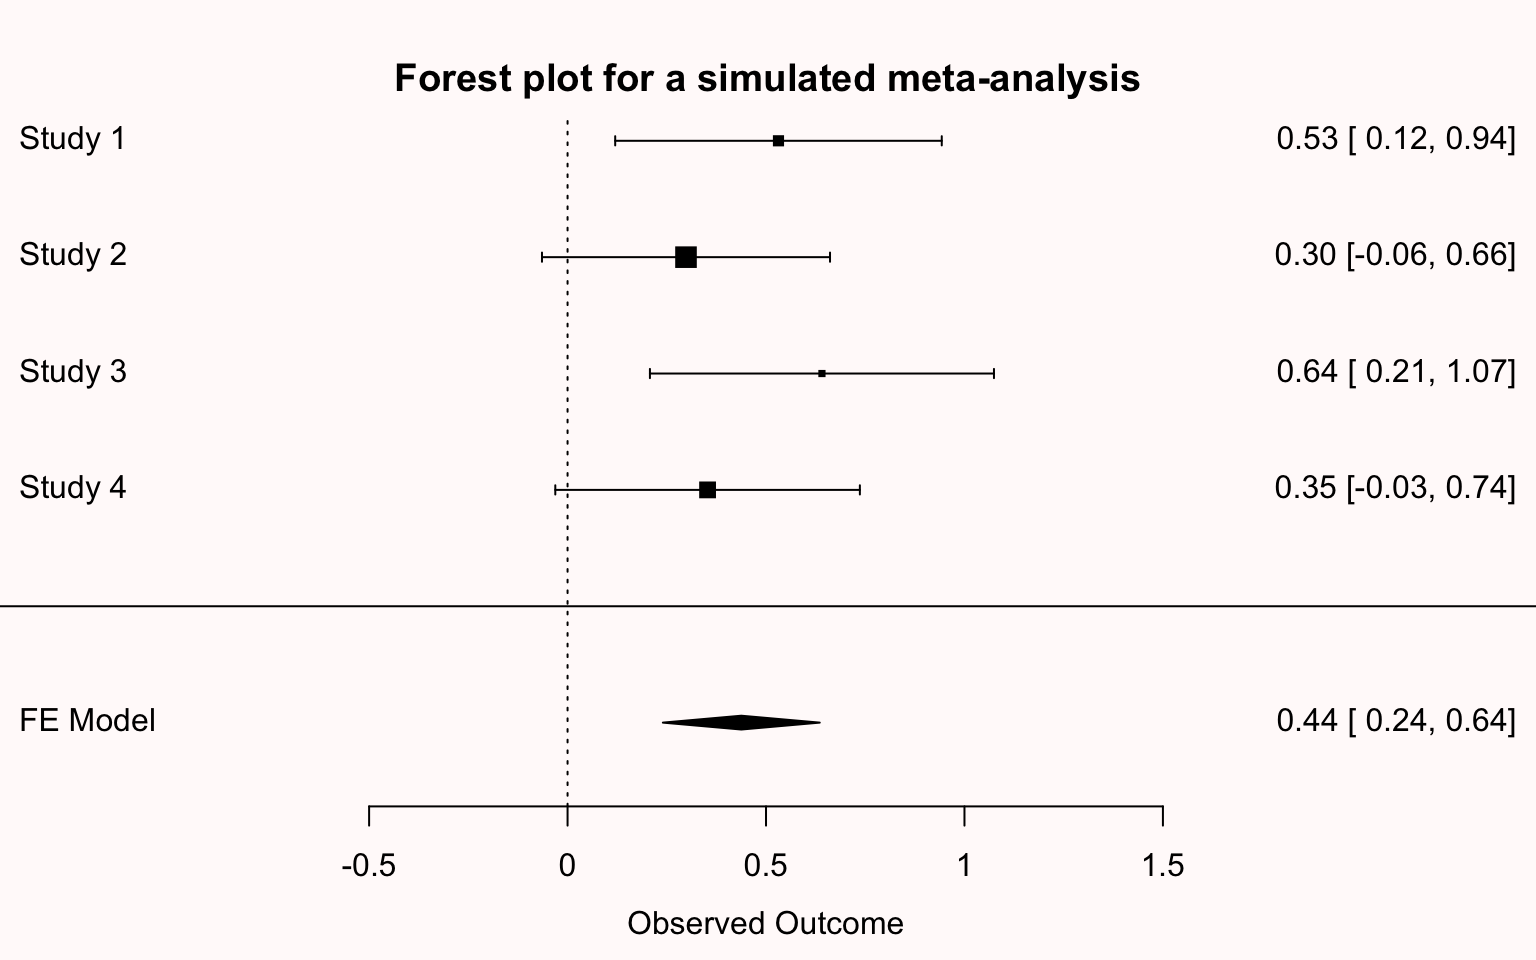 Forest plot for a simulated meta-analysis
Study 1 0.53 [ 0.12, 0.94]
Study 2 0.30 [-0.06, 0.66]
Study 3 0.64 [ 0.21, 1.07]
Study 4 0.35 [-0.03, 0.74]
FE Model 0.44 [ 0.24, 0.64]
-0.5 0 0.5 1 1.5
Observed Outcome